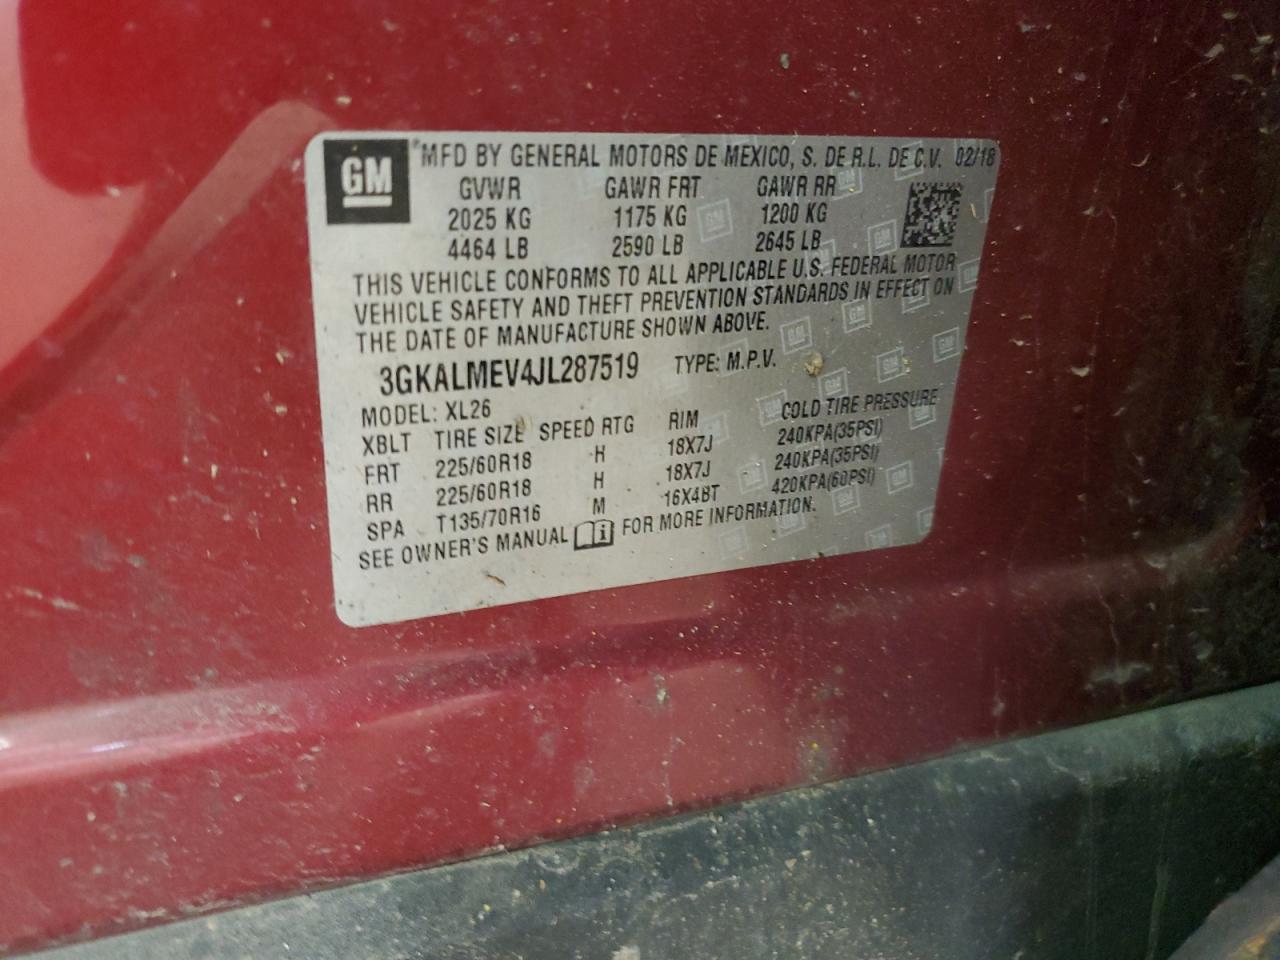 GM
®MFD BY GENERAL MOTORS DE MEXICO, S. DE R.L. DE C.V. 02/18
GVWR GAWR FRT GAWR RR
2025 KG 1175 KG 1200 KG
4464 LB 2590 LB 2645 LB
THIS VEHICLE CONFORMS TO ALL APPLICABLE U.S. FEDERAL MOTOR
VEHICLE SAFETY AND THEFT PREVENTION STANDARDS IN EFFECT ON
THE DATE OF MANUFACTURE SHOWN ABOVE.
3GKALMEV4JL287519 TYPE: M.P.V.
MODEL: XL26
XBLT TIRE SIZE SPEED RTG RIM COLD TIRE PRESSURE
FRT 225/60R18 H 18X7J 240KPA(35PSI)
RR 225/60R18 H 18X7J 240KPA(35PSI)
SPA T135/70R16 M 16X4BT 420KPA(60PSI)
SEE OWNER'S MANUAL i FOR MORE INFORMATION.